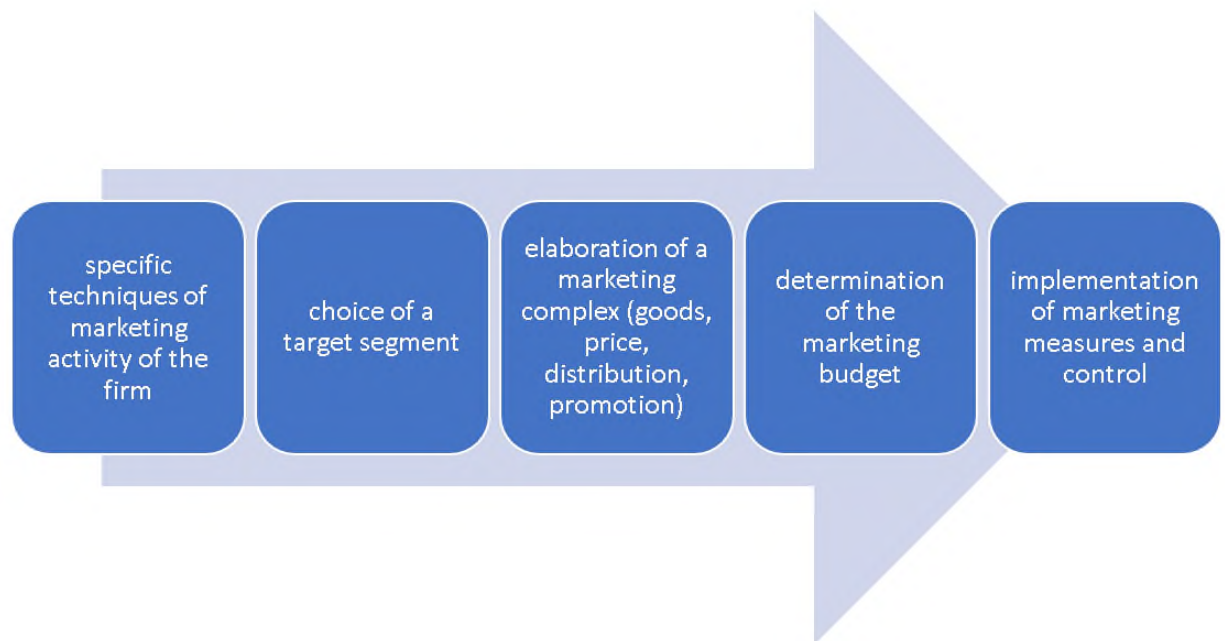 specific
techniques of
marketing
activity of the
firm
choice of a
target segment
elaboration of a
marketing
complex (goods,
price,
distribution,
promotion)
determination
of the
marketing
budget
implementation
of marketing
measures and
control